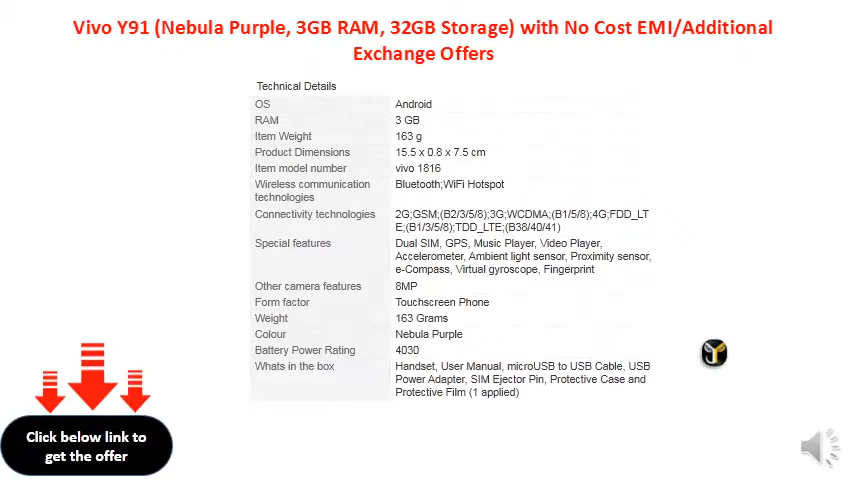 Vivo Y91 (Nebula Purple, 3GB RAM, 32GB Storage) with No Cost EMI/Additional
Exchange Offers
Technical Details
OS Android
RAM 3 GB
Item Weight 163 g
Product Dimensions 15.5 x 0.8 x 7.5 cm
Item model number vivo 1816
Wireless communication Bluetooth;WiFi Hotspot
technologies
Connectivity technologies 2G;GSM;(B2/3/5/8);3G;WCDMA;(B1/5/8);4G;FDD_LT
E;(B1/3/5/8);TDD_LTE;(B38/40/41)
Special features Dual SIM, GPS, Music Player, Video Player,
Accelerometer, Ambient light sensor, Proximity sensor,
e-Compass, Virtual gyroscope, Fingerprint
Other camera features 8MP
Form factor Touchscreen Phone
Weight 163 Grams
Colour Nebula Purple
Battery Power Rating 4030
Whats in the box Handset, User Manual, microUSB to USB Cable, USB
Power Adapter, SIM Ejector Pin, Protective Case and
Protective Film (1 applied)
Click below link to
get the offer